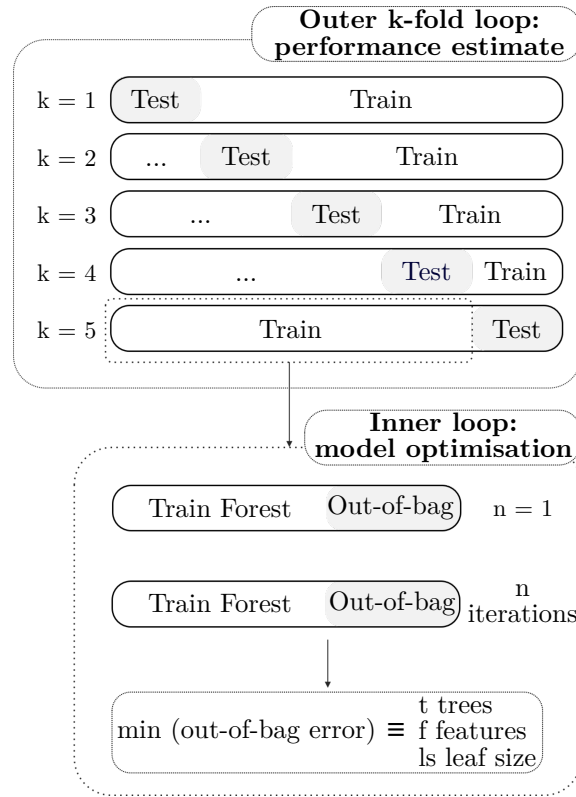 Outer k-fold loop:
performance estimate
k = 1 Test Train
k = 2 ... Test Train
k = 3 ... Test Train
k = 4 ... Test Train
k = 5 Train Test
Inner loop:
model optimisation
Train Forest Out-of-bag n = 1
Train Forest Out-of-bag n
iterations
t trees
min (out-of-bag error) ≡ f features
ls leaf size